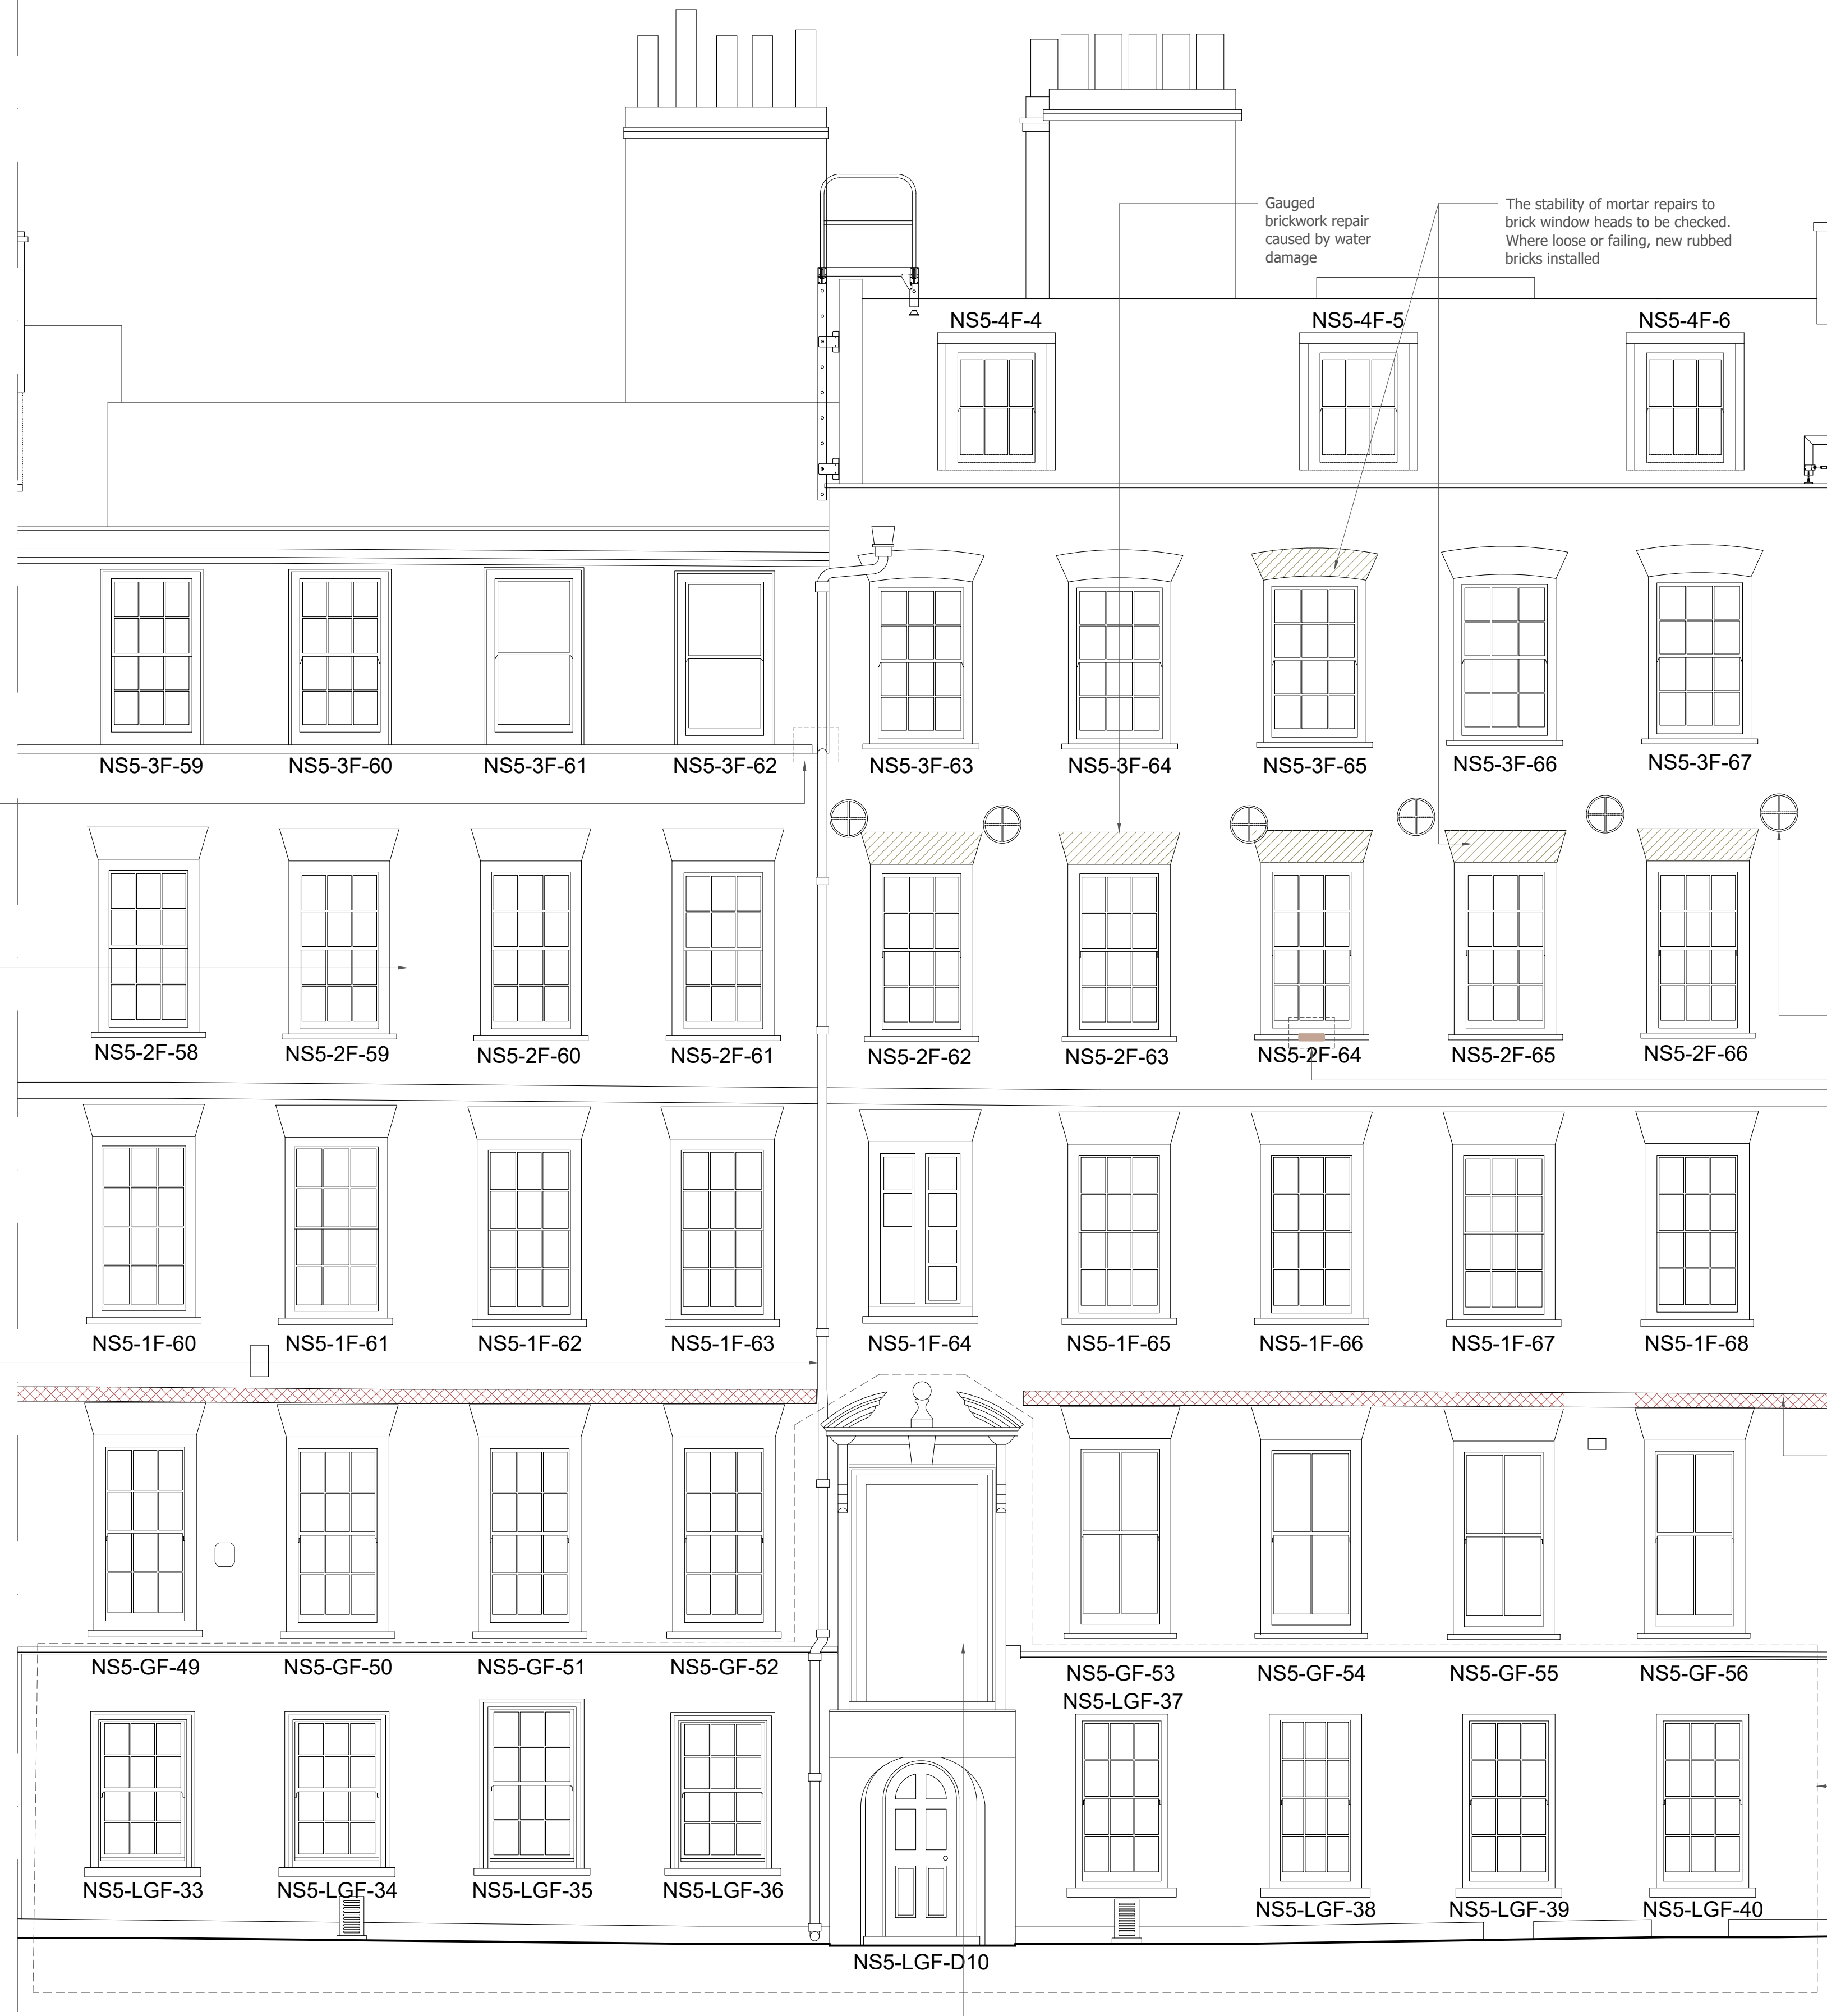 Gauged
brickwork repair
caused by water
damage
The stability of mortar repairs to
brick window heads to be checked.
Where loose or failing, new rubbed
bricks installed
NS5-4F-4 NS5-4F-5 NS5-4F-6
NS5-3F-59 NS5-3F-60 NS5-3F-61 NS5-3F-62 NS5-3F-63 NS5-3F-64 NS5-3F-65 NS5-3F-66 NS5-3F-67
NS5-2F-58 NS5-2F-59 NS5-2F-60 NS5-2F-61 NS5-2F-62 NS5-2F-63 NS5-2F-64 NS5-2F-65 NS5-2F-66
NS5-1F-60 NS5-1F-61 NS5-1F-62 NS5-1F-63 NS5-1F-64 NS5-1F-65 NS5-1F-66 NS5-1F-67 NS5-1F-68
NS5-GF-49 NS5-GF-50 NS5-GF-51 NS5-GF-52 NS5-GF-53 NS5-GF-54 NS5-GF-55 NS5-GF-56
NS5-LGF-37
NS5-LGF-33 NS5-LGF-34 NS5-LGF-35 NS5-LGF-36 NS5-LGF-38 NS5-LGF-39 NS5-LGF-40
NS5-LGF-D10